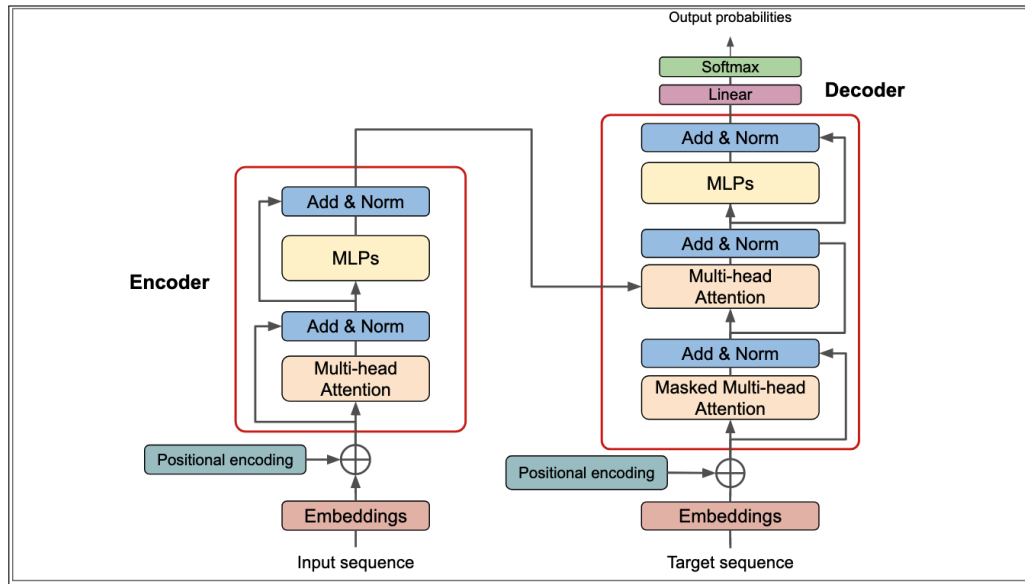 Output probabilities
Softmax
Linear
Decoder
Add & Norm
MLPs
Add & Norm
Multi-head
Attention
Add & Norm
Masked Multi-head
Attention
Positional encoding
Embeddings
Target sequence
Encoder
Add & Norm
MLPs
Add & Norm
Multi-head
Attention
Positional encoding
Embeddings
Input sequence